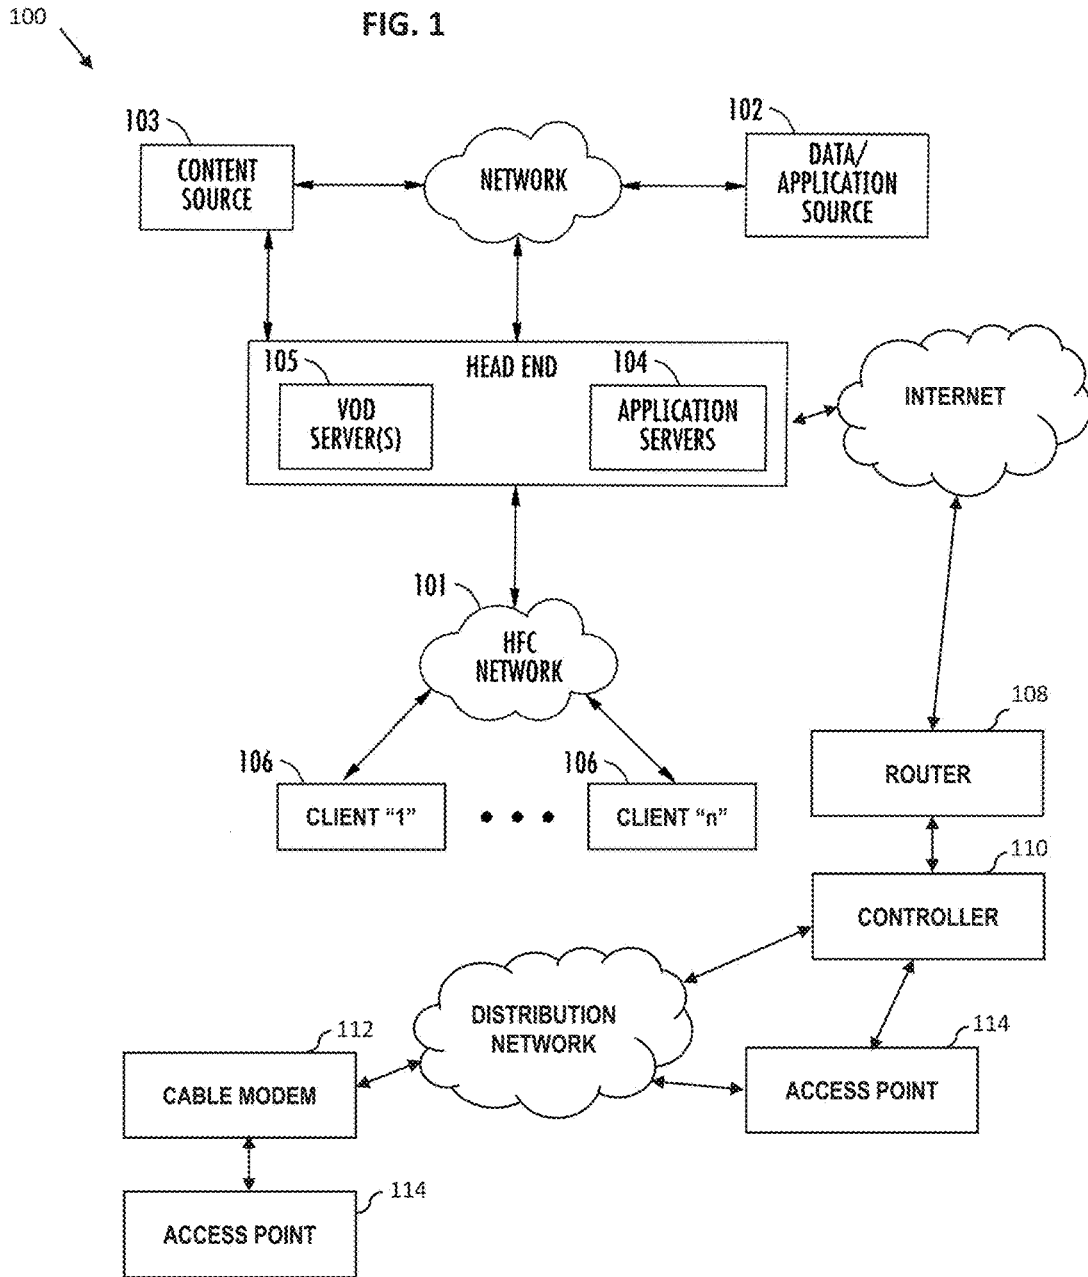 100
FIG. 1
103
CONTENT
SOURCE
NETWORK
102
DATA/
APPLICATION
SOURCE
105
HEAD END
104
VOD
SERVER(S)
APPLICATION
SERVERS
INTERNET
101
HFC
NETWORK
108
ROUTER
106
CLIENT "1"
106
CLIENT "n"
110
CONTROLLER
DISTRIBUTION
NETWORK
112
CABLE MODEM
114
ACCESS POINT
114
ACCESS POINT